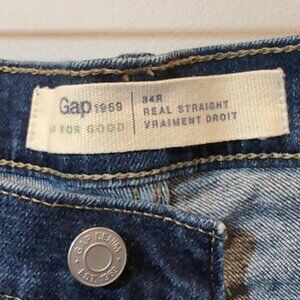 Gap 1969
FOR GOOD
34R
REAL STRAIGHT
VRAIMENT DROIT
GAP DENIM
EST. 1969